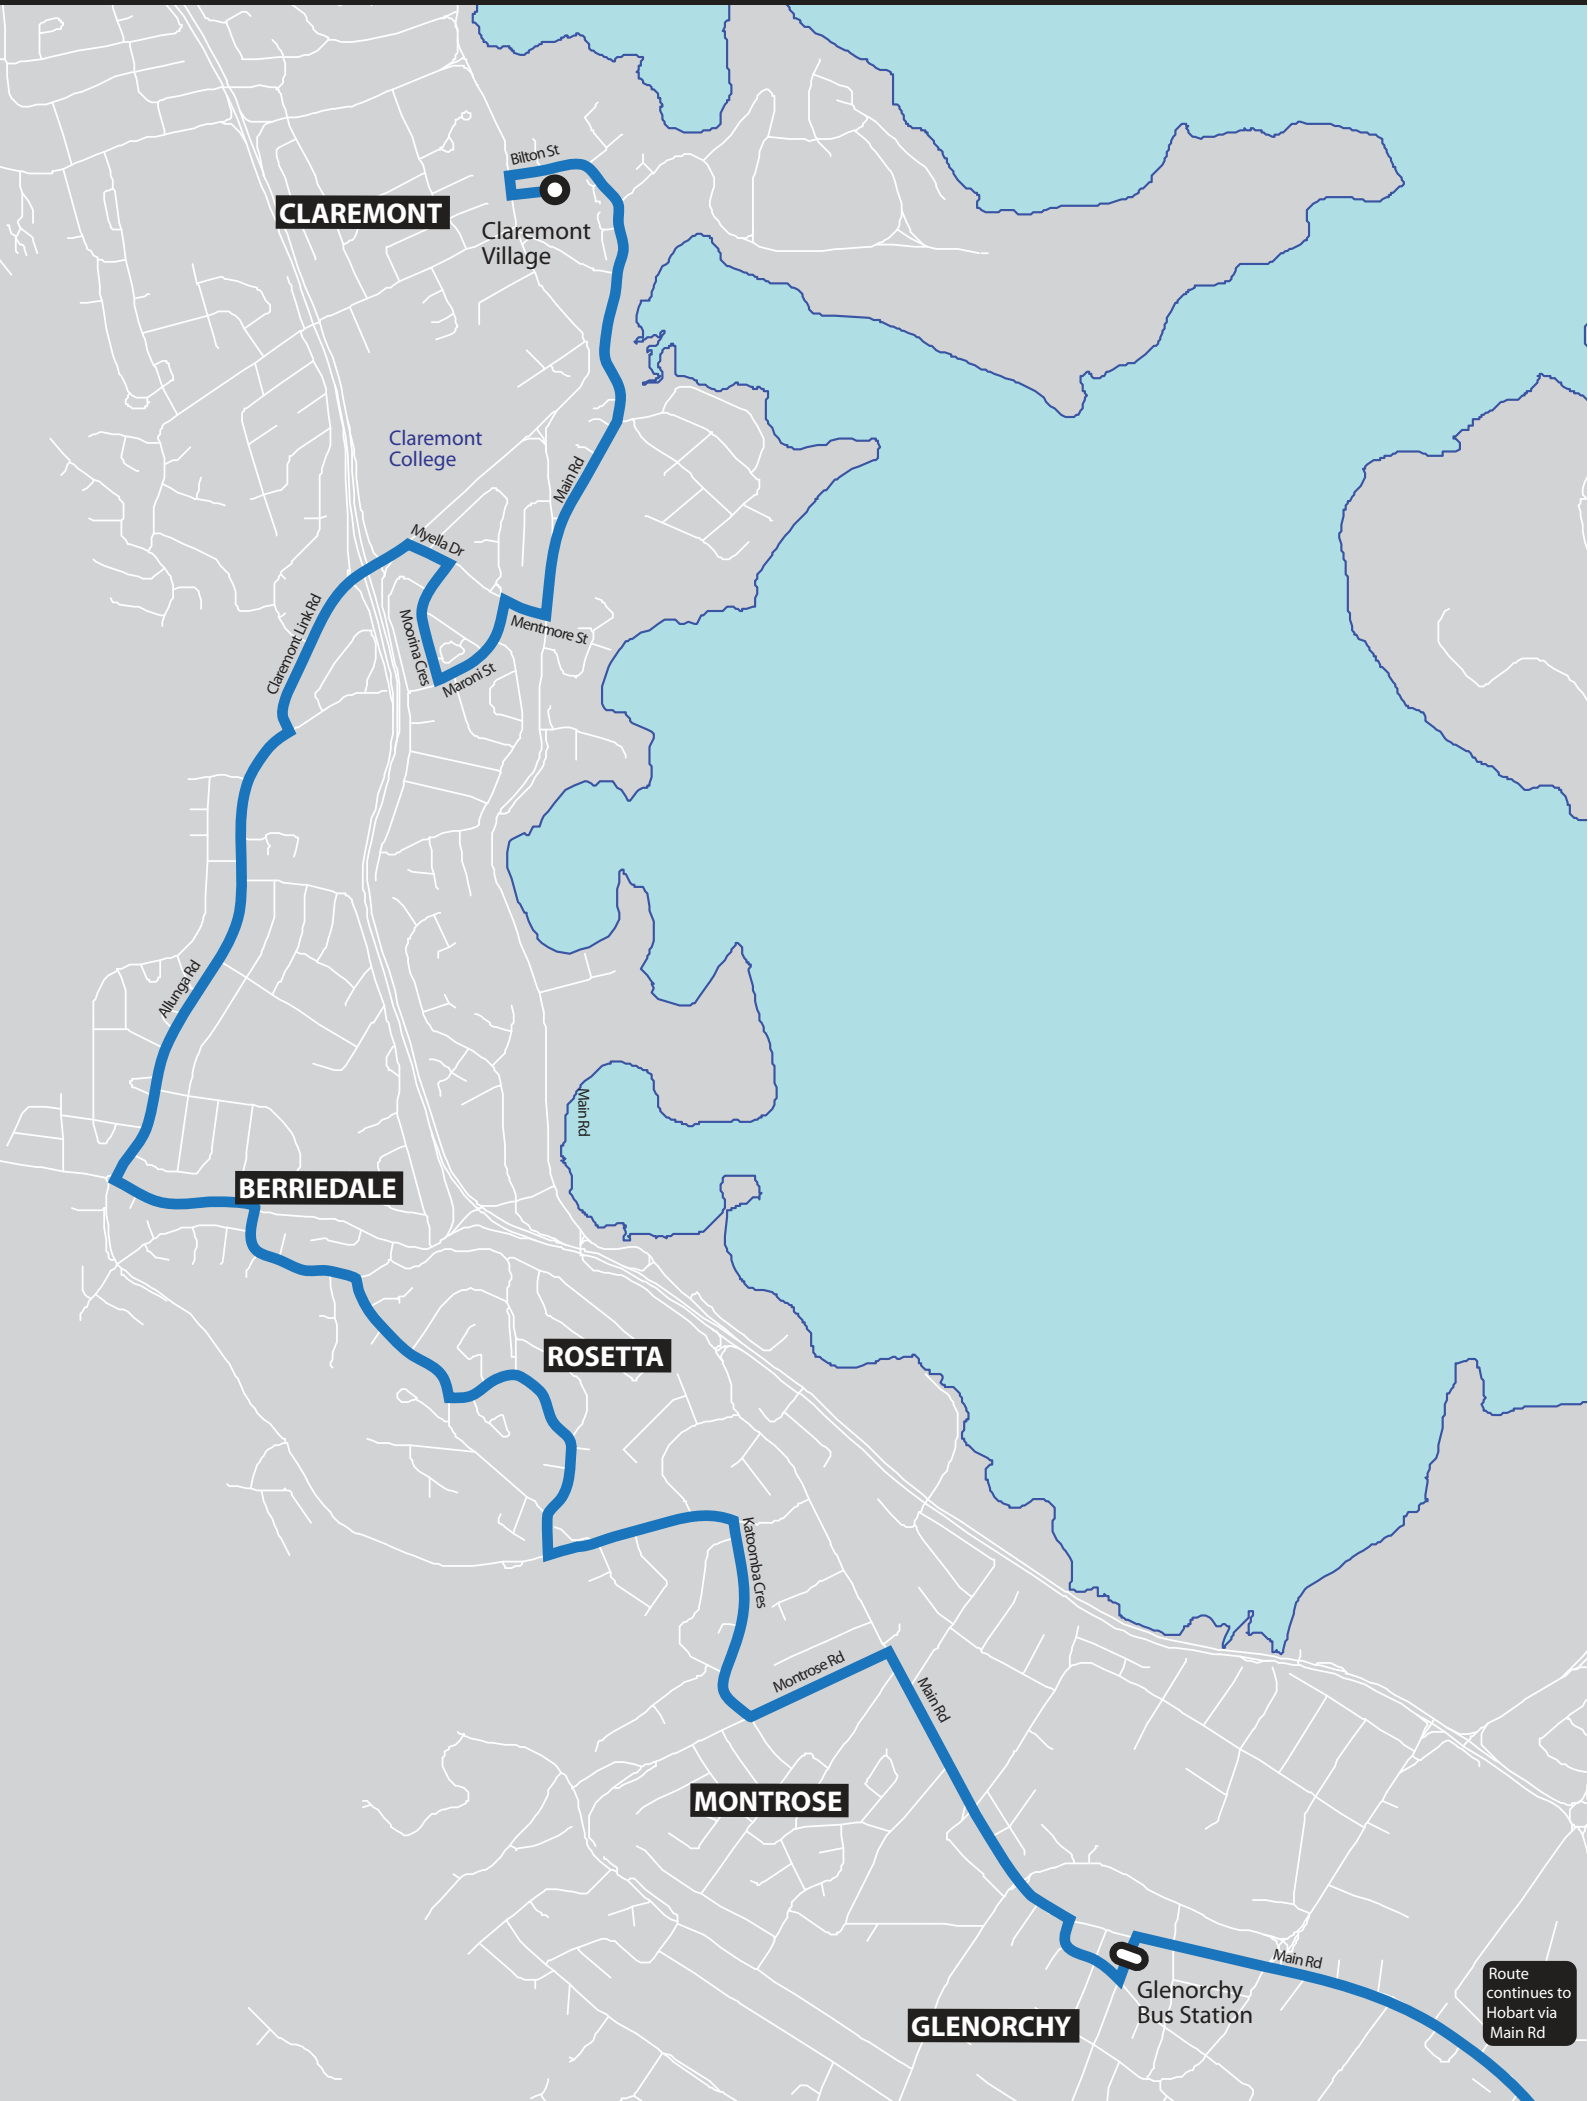 Bilton St
CLAREMONT
Claremont
Village
Claremont
College
Main Rd
Myella Dr
Claremont Link Rd
Moorina Cres
Mentmore St
Maroni St
Allunga Rd
Main Rd
BERRIEDALE
ROSETTA
Katoomba Cres
Montrose Rd
Main Rd
MONTROSE
Main Rd
Glenorchy
Bus Station
GLENORCHY
Route
continues to
Hobart via
Main Rd